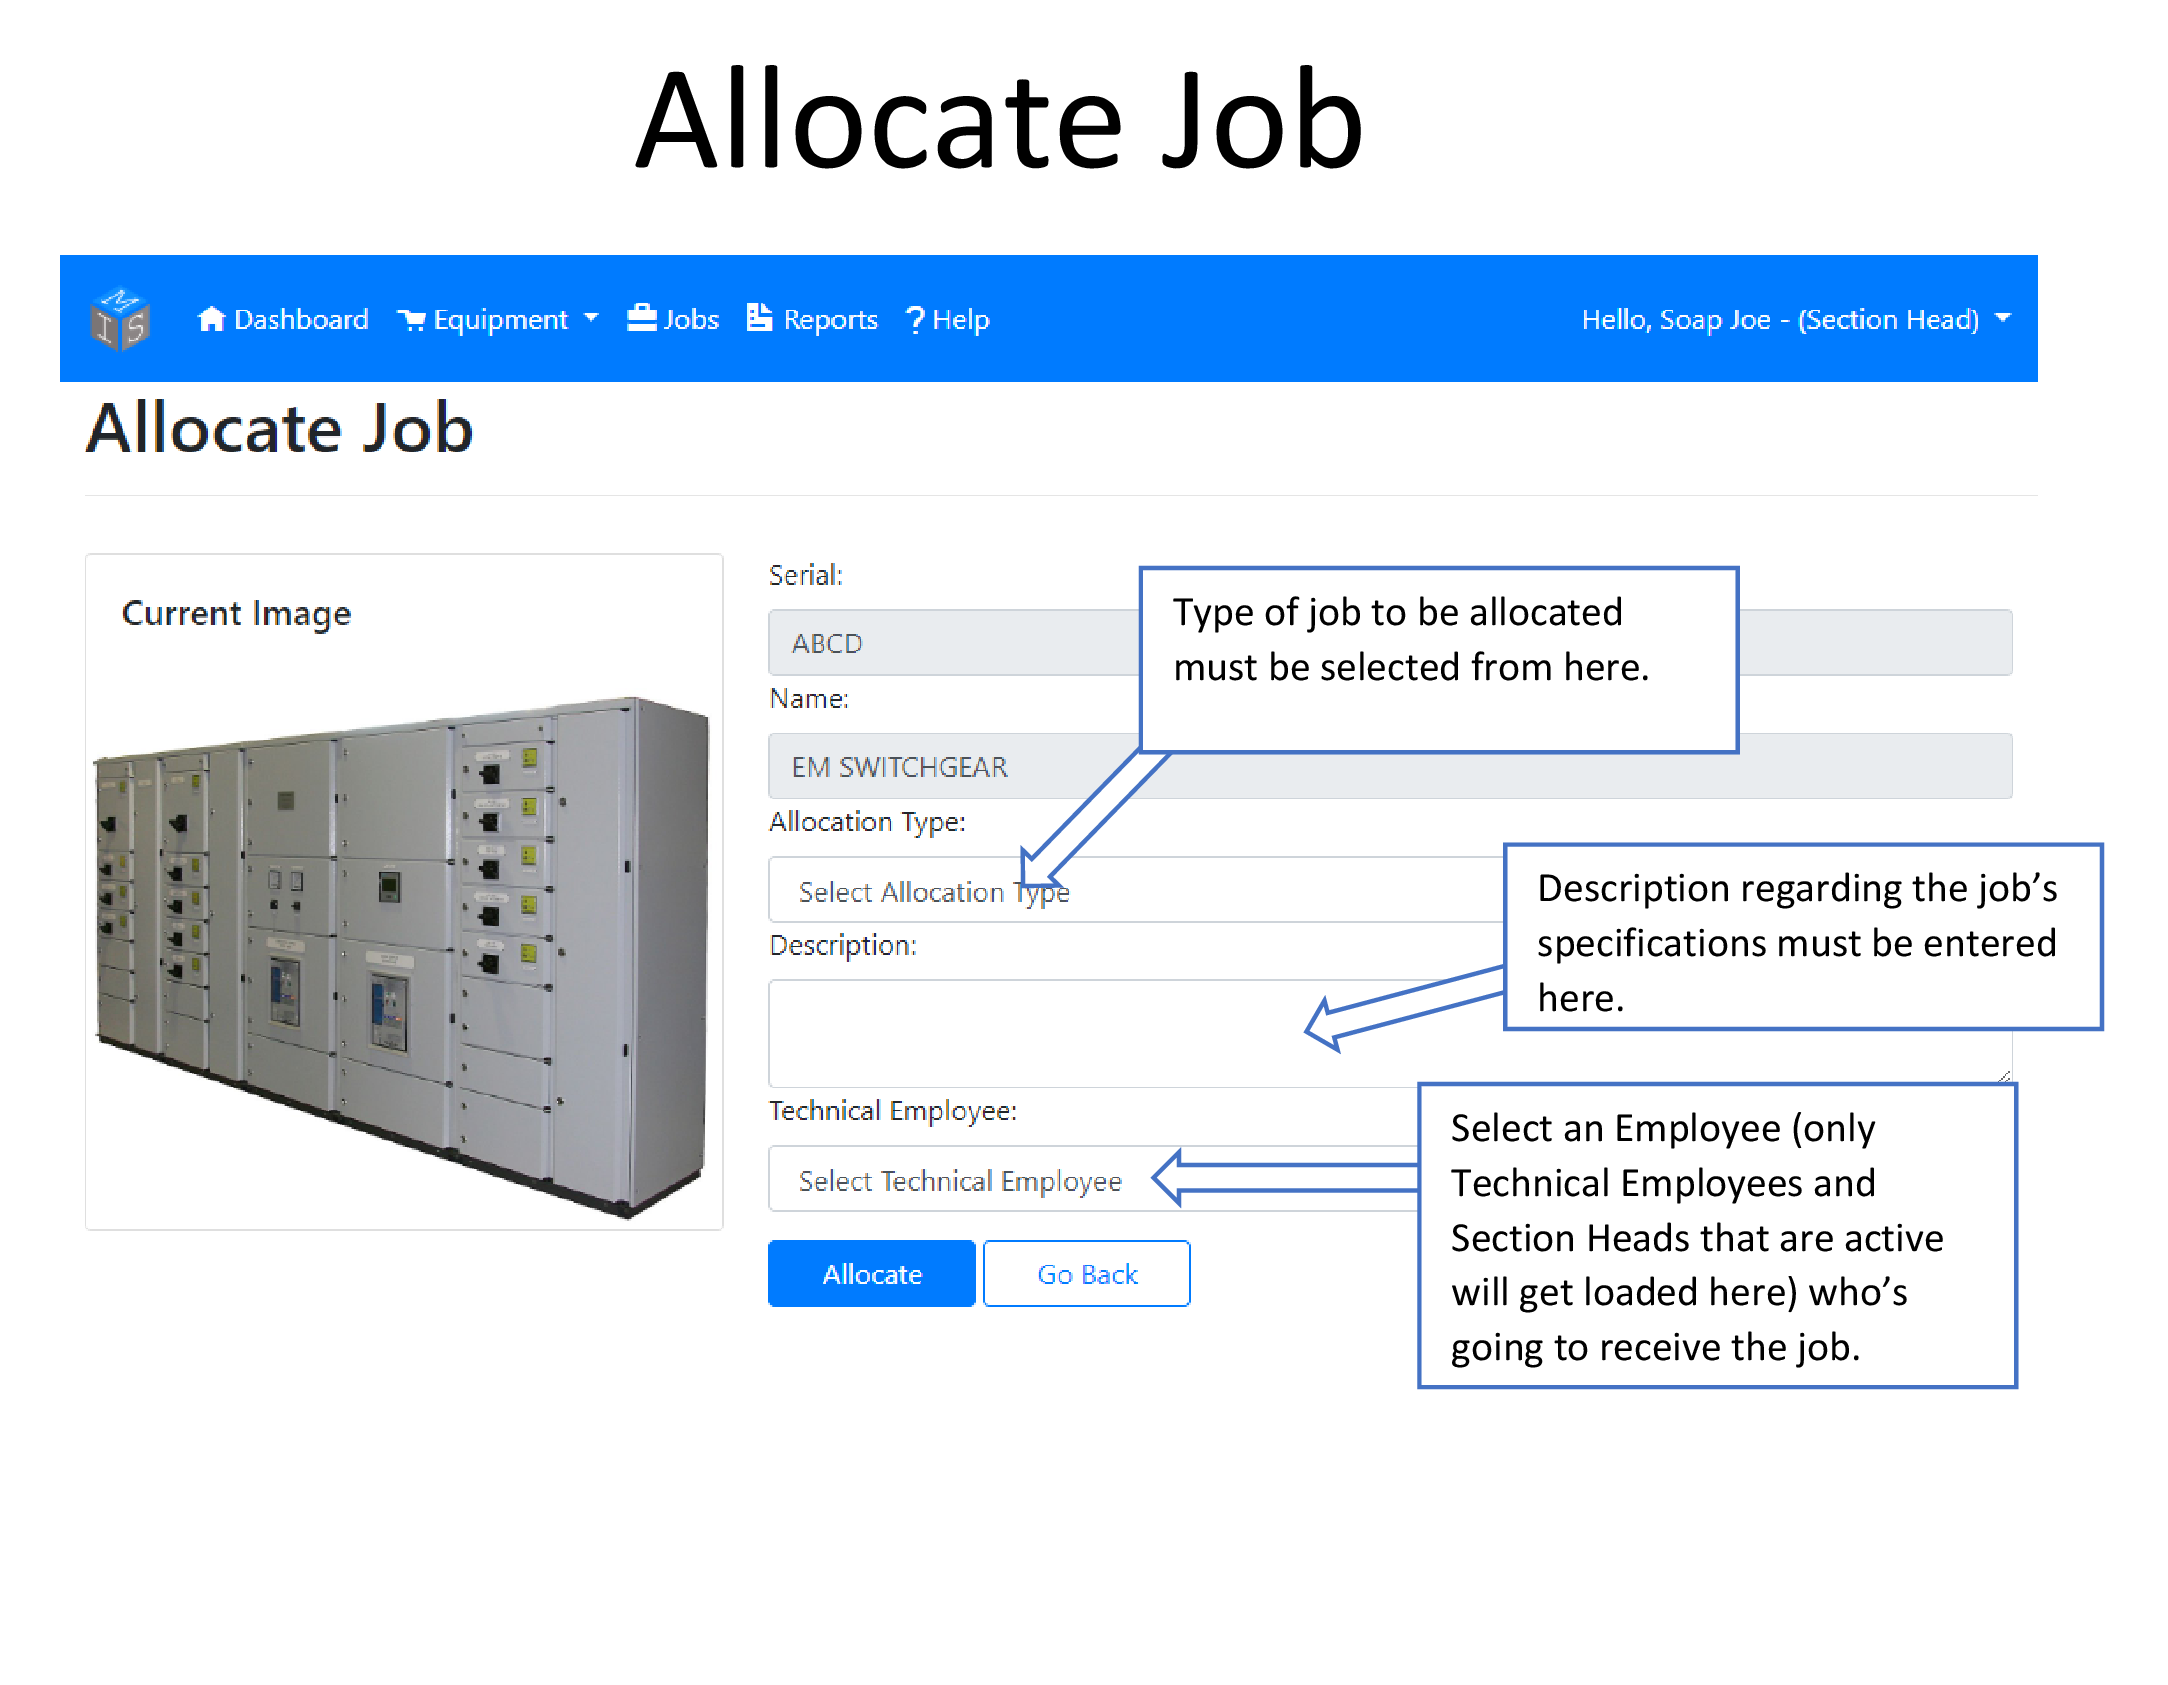 Allocate Job
M
I S
Dashboard Equipment Jobs Reports ? Help Hello, Soap Joe - (Section Head)
Allocate Job
Current Image
Serial:
ABCD
Name:
EM SWITCHGEAR
Allocation Type:
Select Allocation Type
Description:
Technical Employee:
Select Technical Employee
Allocate Go Back
Type of job to be allocated
must be selected from here.
Description regarding the job’s
specifications must be entered
here.
Select an Employee (only
Technical Employees and
Section Heads that are active
will get loaded here) who’s
going to receive the job.